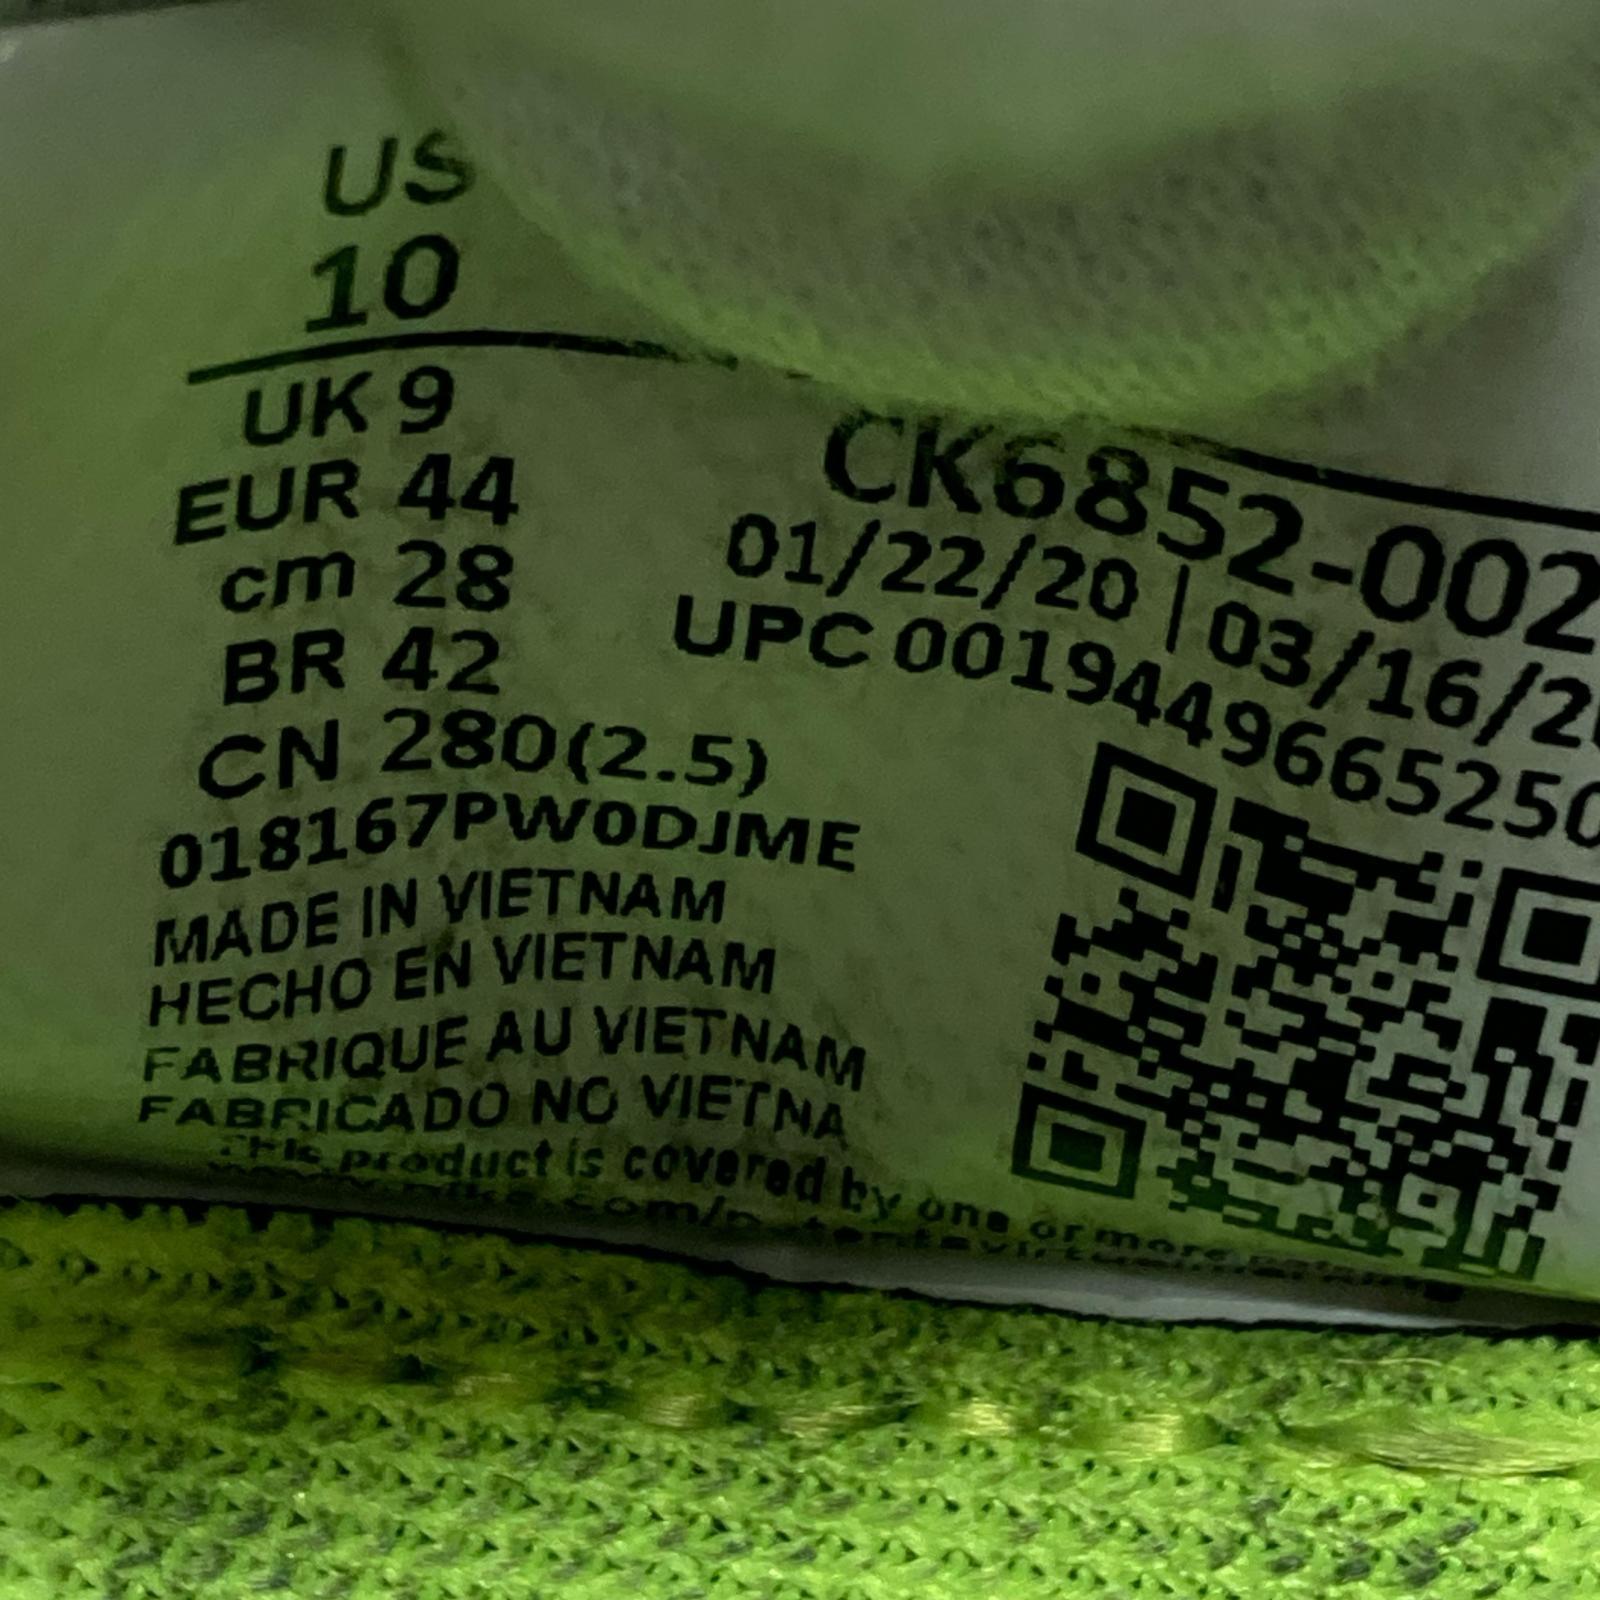 US
10
UK 9
EUR 44
cm 28
BR 42
CN 280(2.5)
018167PW0DJME
MADE IN VIETNAM
HECHO EN VIETNAM
FABRIQUE AU VIETNAM
FABRICADO NO VIETNA
This product is covered by one or more
CK6852-002
01/22/20 | 03/16/2
UPC 0019449665250